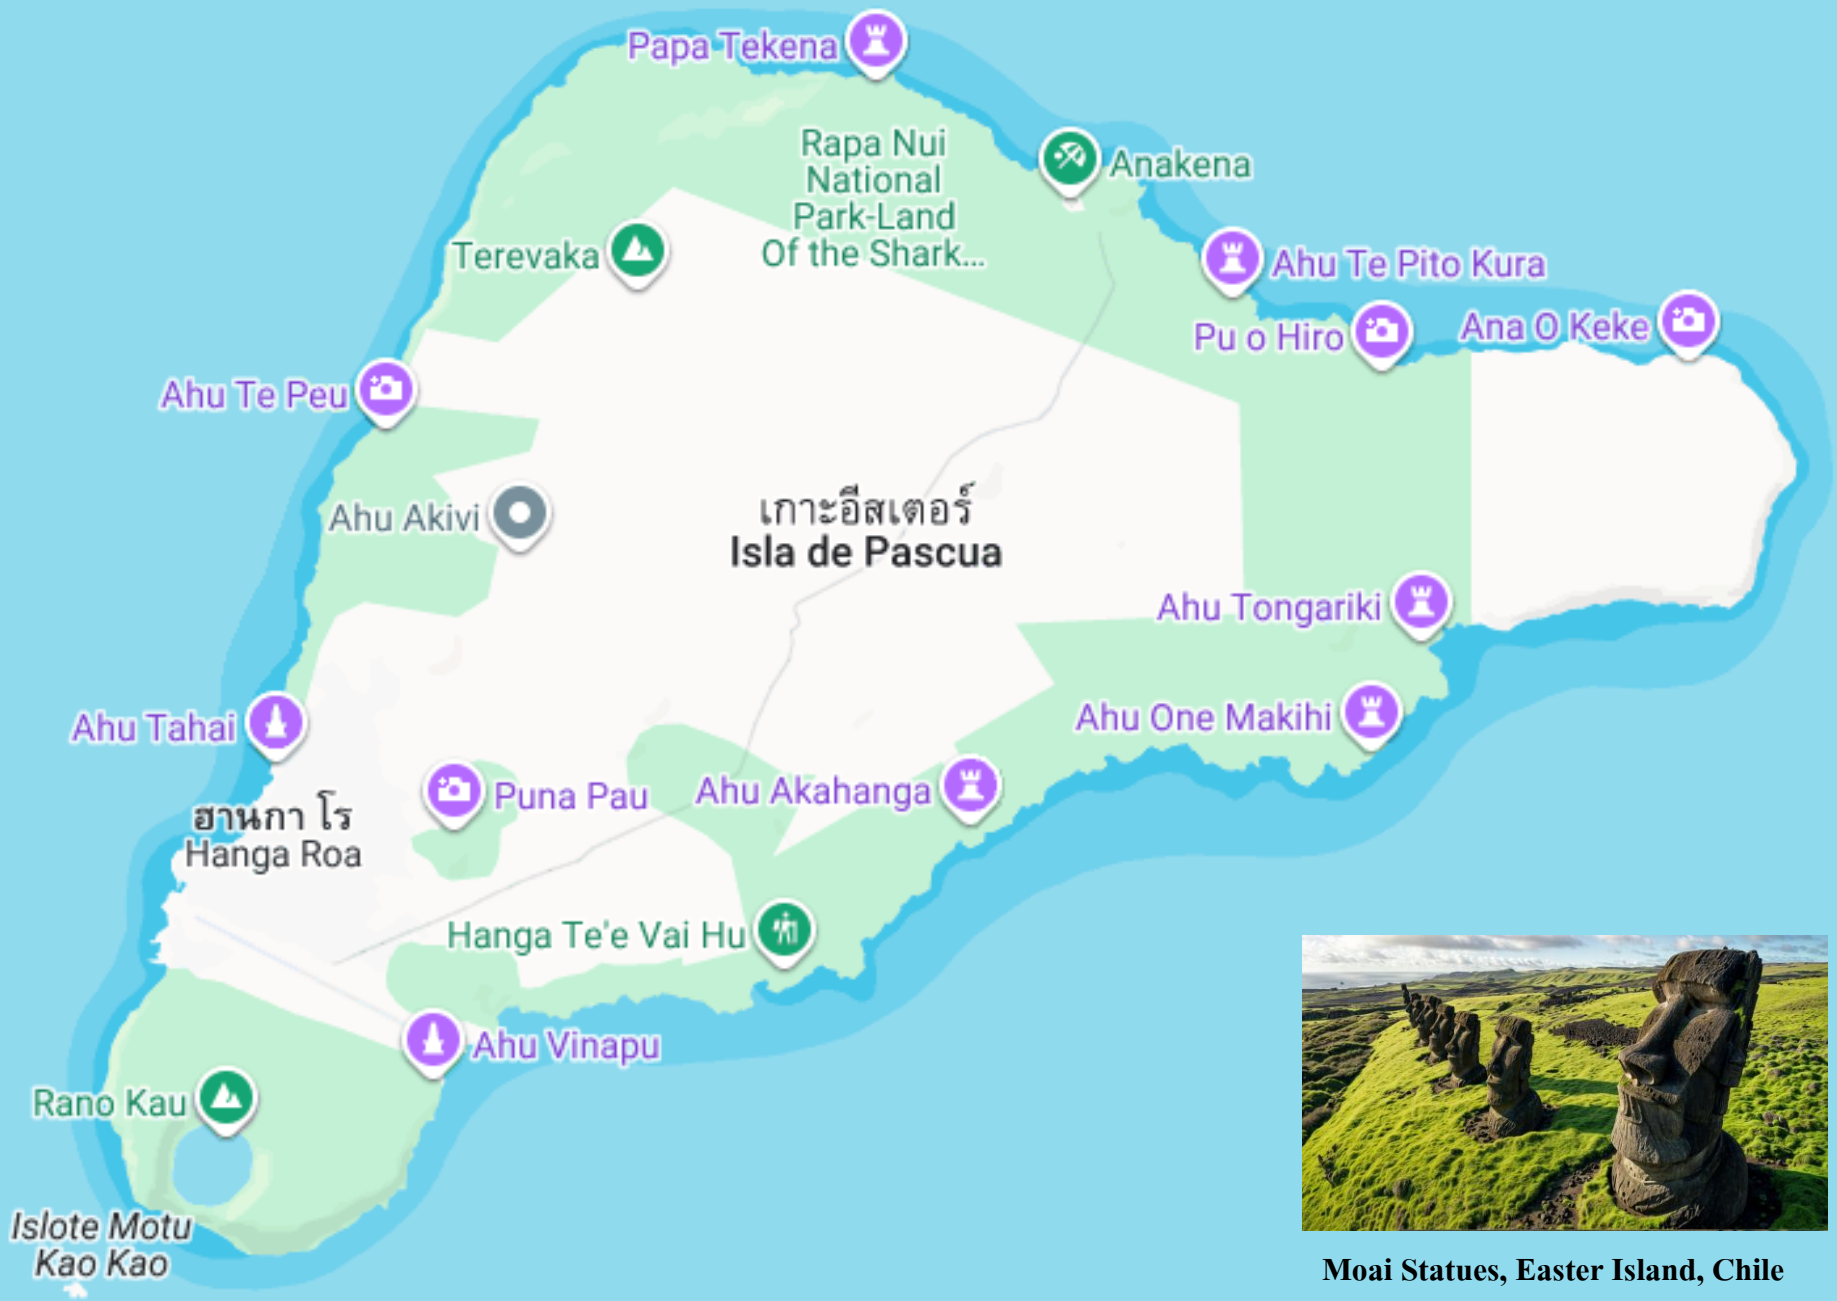 Papa Tekena
Rapa Nui
National
Park-Land
Of the Shark...
Anakena
Terevaka
Ahu Te Pito Kura
Pu o Hiro
Ana O Keke
Ahu Te Peu
Ahu Akivi
เกาะอีสเตอร์
Isla de Pascua
Ahu Tongariki
Ahu Tahai
Ahu One Makihi
Puna Pau
Ahu Akahanga
ฮานกา โร
Hanga Roa
Hanga Te'e Vai Hu
Ahu Vinapu
Rano Kau
Islote Motu
Kao Kao
Moai Statues, Easter Island, Chile